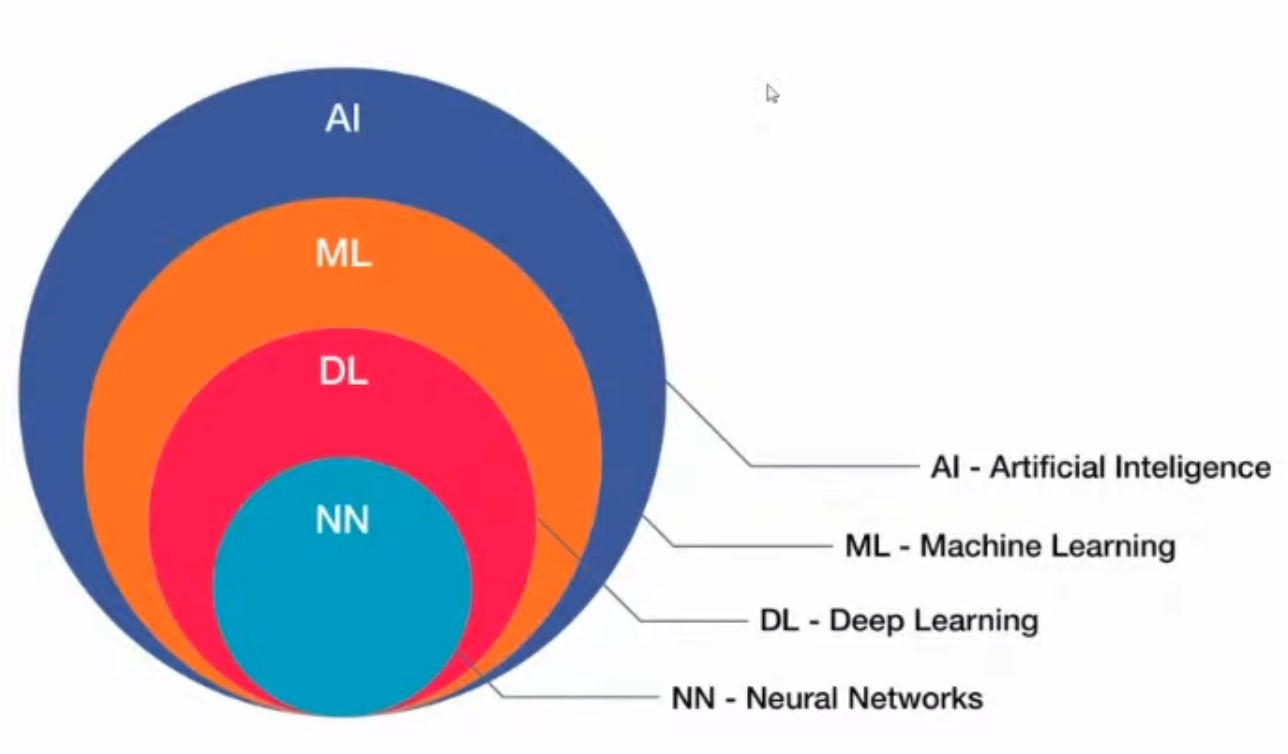 AI
ML
DL
NN
AI - Artificial Inteligence
ML - Machine Learning
DL - Deep Learning
NN - Neural Networks